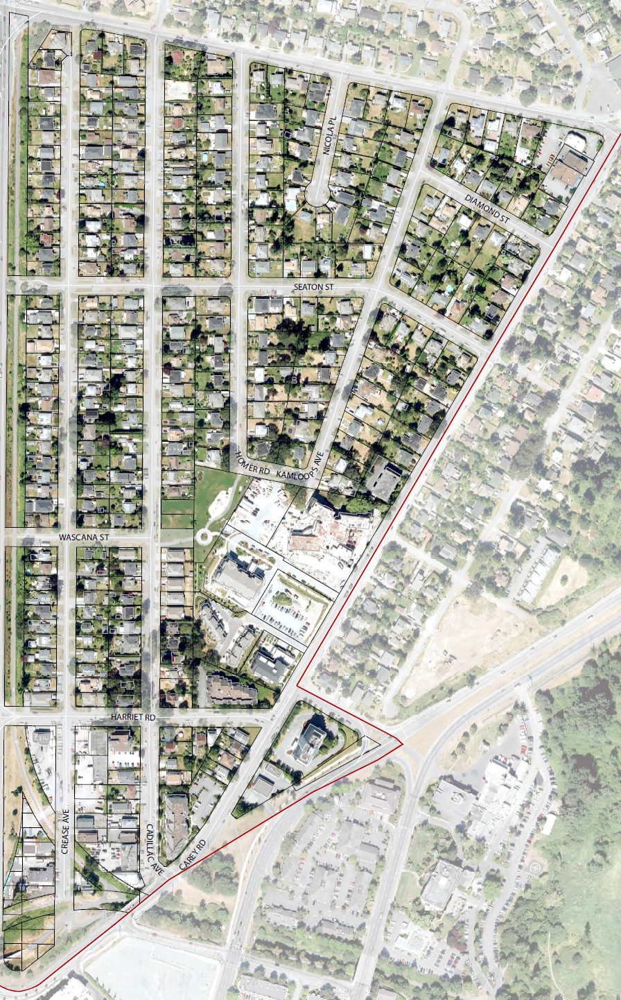 NICOLA PL
DIAMOND ST
SEATON ST
HOMER RD
KAMLOOPS AVE
WASCANA ST
HARRIET RD
CREASE AVE
CADILLAC AVE
CAREY RD